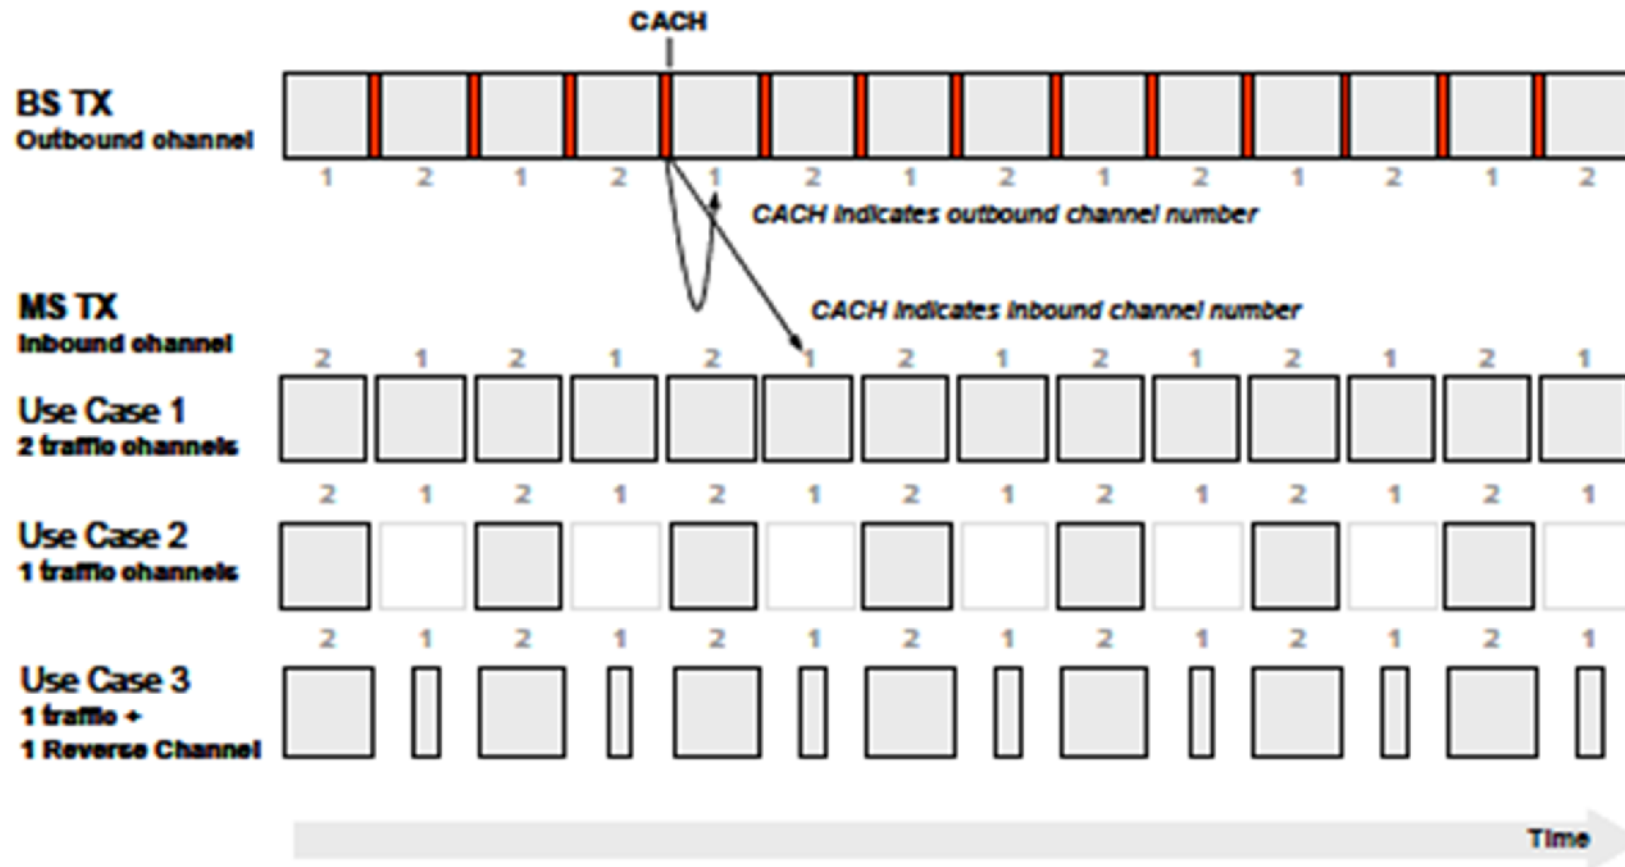 CACH
BS TX
Outbound channel
1 2 1 2 1 2 1 2 1 2 1 2 1 2
CACH indicates outbound channel number
MS TX
Inbound channel
CACH indicates inbound channel number
2 1 2 1 2 1 2 1 2 1 2 1 2 1
Use Case 1
2 traffic channels
2 1 2 1 2 1 2 1 2 1 2 1 2 1
Use Case 2
1 traffic channels
2 1 2 1 2 1 2 1 2 1 2 1 2 1
Use Case 3
1 traffic +
1 Reverse Channel
Time